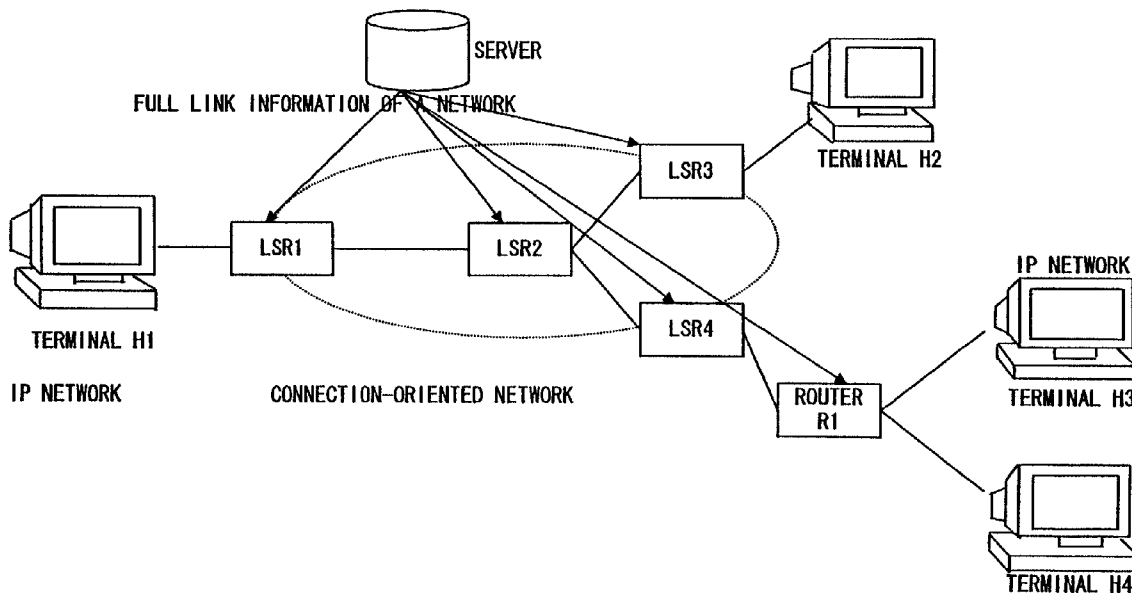 SERVER
FULL LINK INFORMATION OF A NETWORK
LSR3
TERMINAL H2
LSR1
LSR2
IP NETWORK
TERMINAL H1
LSR4
IP NETWORK
CONNECTION-ORIENTED NETWORK
ROUTER
R1
TERMINAL H3
TERMINAL H4